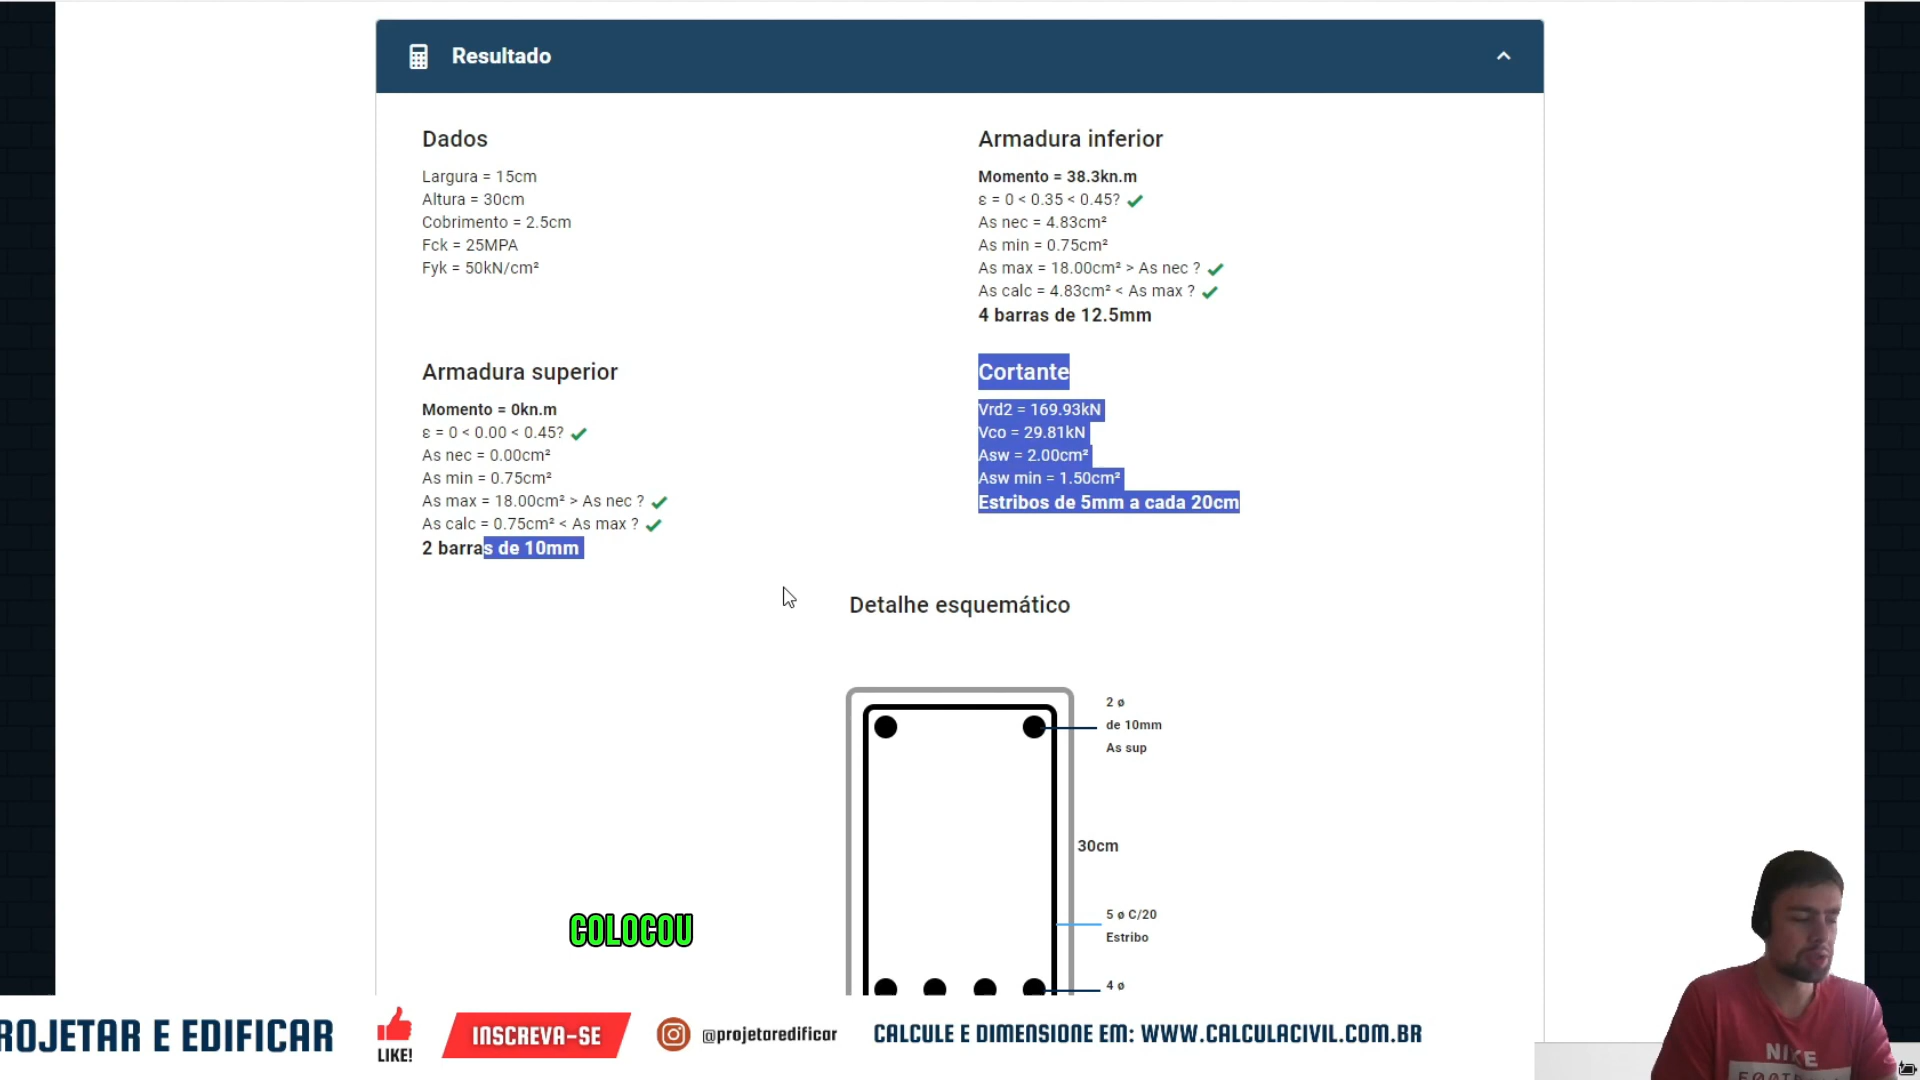 Resultado
Dados
Largura = 15cm
Altura = 30cm
Cobrimento = 2.5cm
Fck = 25MPA
Fyk = 50kN/cm²
Armadura inferior
Momento = 38.3kn.m
ε = 0 < 0.35 < 0.45?
As nec = 4.83cm²
As min = 0.75cm²
As max = 18.00cm² > As nec ?
As calc = 4.83cm² < As max ?
4 barras de 12.5mm
Armadura superior
Momento = 0kn.m
ε = 0 < 0.00 < 0.45?
As nec = 0.00cm²
As min = 0.75cm²
As max = 18.00cm² > As nec ?
As calc = 0.75cm² < As max ?
2 barras de 10mm
Cortante
Vrd2 = 169.93kN
Vco = 29.81kN
Asw = 2.00cm²
Asw min = 1.50cm²
Estribos de 5mm a cada 20cm
Detalhe esquemático
2 ø
de 10mm
As sup
30cm
5 ø C/20
Estribo
4 ø
COLOCOU
ROJETAR E EDIFICAR
LIKE!
INSCREVA-SE
@projetaredificar
CALCULE E DIMENSIONE EM: WWW.CALCULACIVIL.COM.BR
NIKE